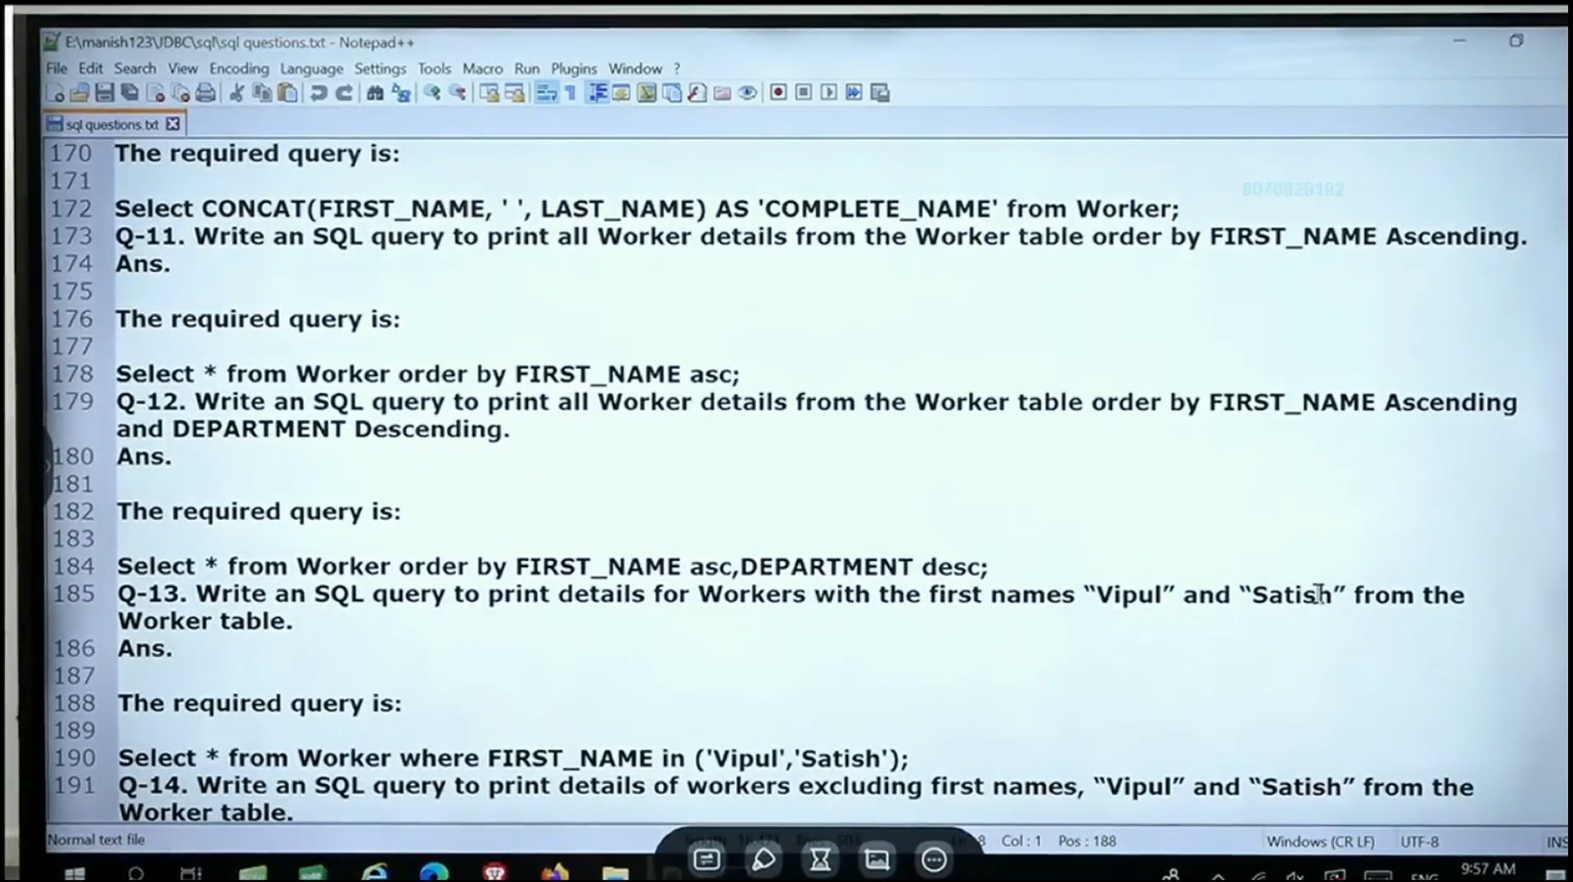 E:\manish123\JDBC\sql\sql questions.txt - Notepad++
File Edit Search View Encoding Language Settings Tools Macro Run Plugins Window ?
sql questions.txt
170 The required query is:
171
8076829182
172 Select CONCAT(FIRST_NAME, ' ', LAST_NAME) AS 'COMPLETE_NAME' from Worker;
173 Q-11. Write an SQL query to print all Worker details from the Worker table order by FIRST_NAME Ascending.
174 Ans.
175
176 The required query is:
177
178 Select * from Worker order by FIRST_NAME asc;
179 Q-12. Write an SQL query to print all Worker details from the Worker table order by FIRST_NAME Ascending
and DEPARTMENT Descending.
180 Ans.
181
182 The required query is:
183
184 Select * from Worker order by FIRST_NAME asc,DEPARTMENT desc;
185 Q-13. Write an SQL query to print details for Workers with the first names “Vipul” and “Satish” from the
Worker table.
186 Ans.
187
188 The required query is:
189
190 Select * from Worker where FIRST_NAME in ('Vipul','Satish');
191 Q-14. Write an SQL query to print details of workers excluding first names, “Vipul” and “Satish” from the
Worker table.
Normal text file Col : 1 Pos : 188 Windows (CR LF) UTF-8 INS
ENG 9:57 AM